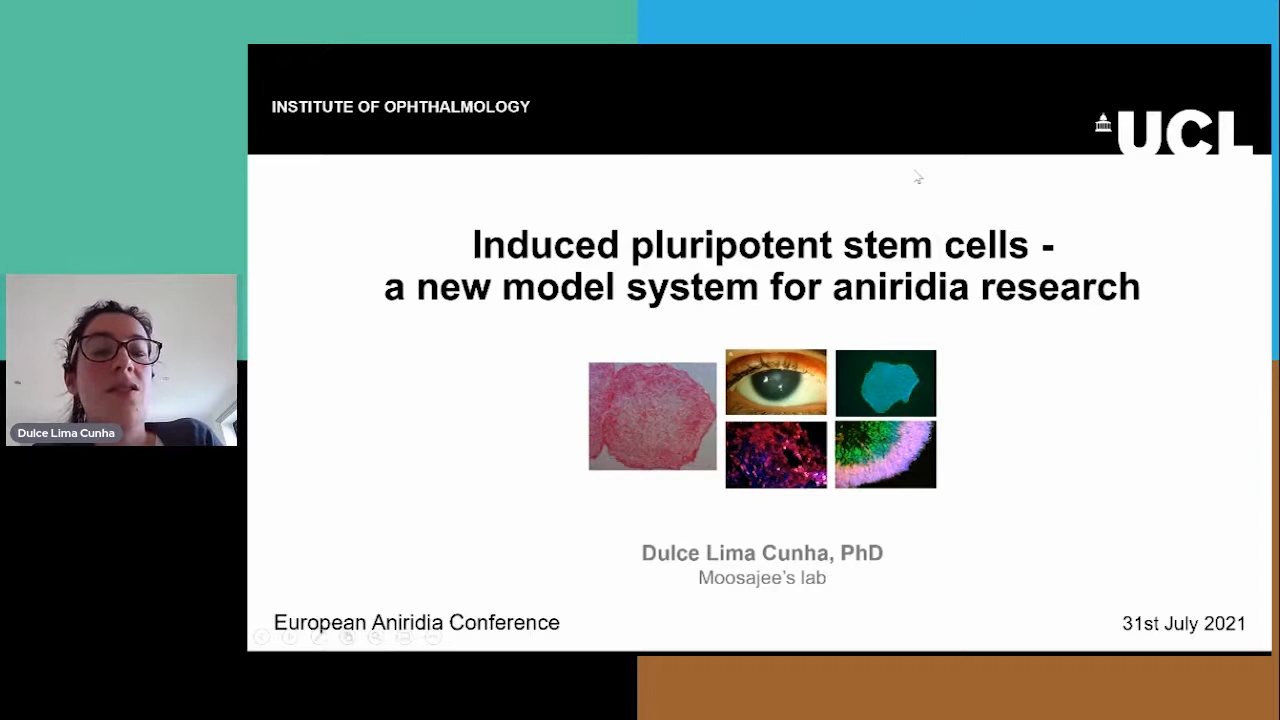 INSTITUTE OF OPHTHALMOLOGY
UCL
Induced pluripotent stem cells -
a new model system for aniridia research
Dulce Lima Cunha
Dulce Lima Cunha, PhD
Moosajee's lab
European Aniridia Conference
31st July 2021